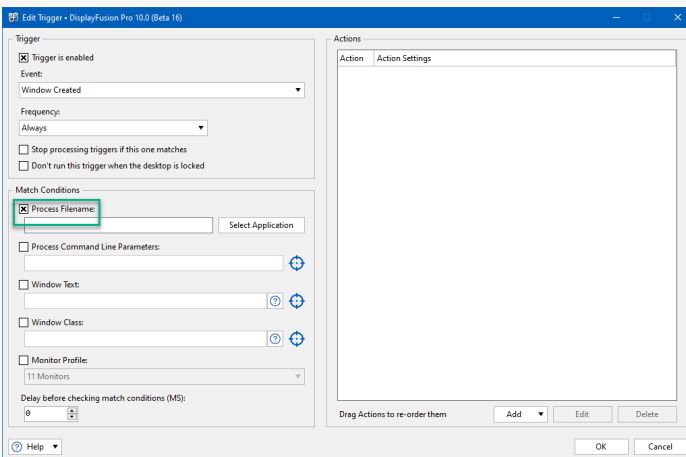 Edit Trigger • DisplayFusion Pro 10.0 (Beta 16)
Trigger
Trigger is enabled
Event:
Window Created
Frequency:
Always
Stop processing triggers if this one matches
Don't run this trigger when the desktop is locked
Match Conditions
Process Filename:
Select Application
Process Command Line Parameters:
Window Text:
Window Class:
Monitor Profile:
11 Monitors
Delay before checking match conditions (MS):
0
Help
Actions
Action Action Settings
Drag Actions to re-order them Add Edit Delete
OK Cancel